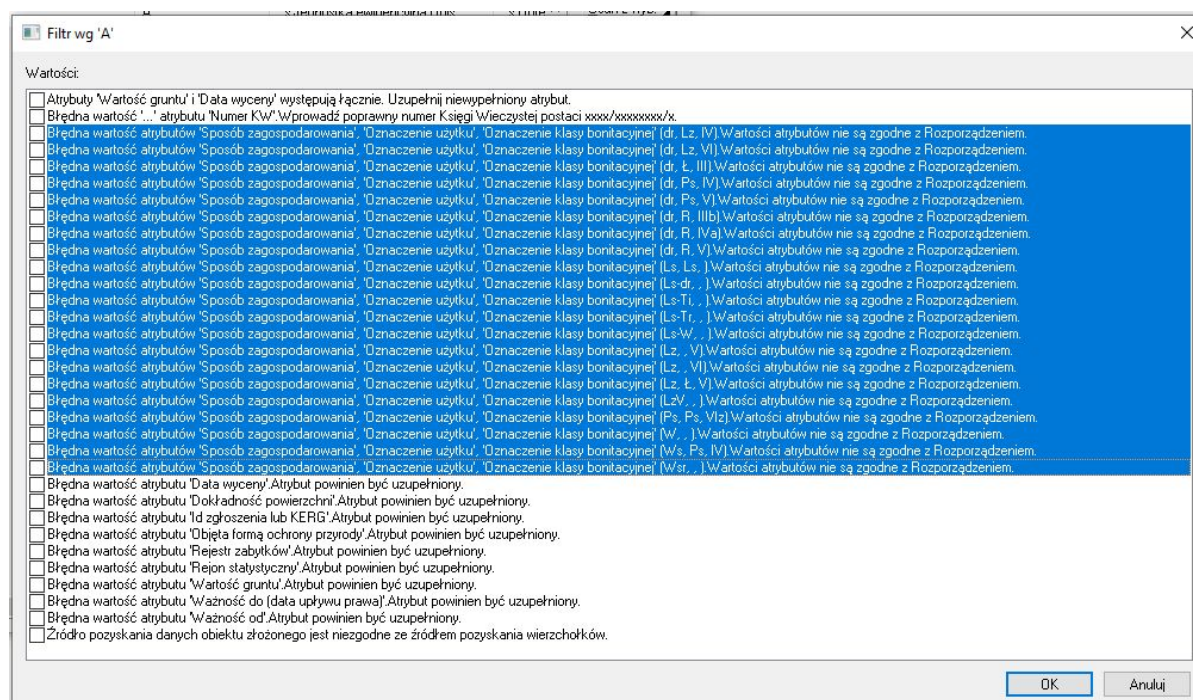 Filtr wg 'A'
Wartości:
Atrybuty 'Wartość gruntu' i 'Data wyceny' występują łącznie. Uzupełnij niewypełniony atrybut.
Błędna wartość '...' atrybutu 'Numer KW'.Wprowadź poprawny numer Księgi Wieczystej postaci xxxx/xxxxxxxx/x.
Błędna wartość atrybutów 'Sposób zagospodarowania', 'Oznaczenie użytku', 'Oznaczenie klasy bonitacyjnej' (dr, Lz, IV).Wartości atrybutów nie są zgodne z Rozporządzeniem.
Błędna wartość atrybutów 'Sposób zagospodarowania', 'Oznaczenie użytku', 'Oznaczenie klasy bonitacyjnej' (dr, Lz, VI).Wartości atrybutów nie są zgodne z Rozporządzeniem.
Błędna wartość atrybutów 'Sposób zagospodarowania', 'Oznaczenie użytku', 'Oznaczenie klasy bonitacyjnej' (dr, Ł, III).Wartości atrybutów nie są zgodne z Rozporządzeniem.
Błędna wartość atrybutów 'Sposób zagospodarowania', 'Oznaczenie użytku', 'Oznaczenie klasy bonitacyjnej' (dr, Ps, IV).Wartości atrybutów nie są zgodne z Rozporządzeniem.
Błędna wartość atrybutów 'Sposób zagospodarowania', 'Oznaczenie użytku', 'Oznaczenie klasy bonitacyjnej' (dr, Ps, V).Wartości atrybutów nie są zgodne z Rozporządzeniem.
Błędna wartość atrybutów 'Sposób zagospodarowania', 'Oznaczenie użytku', 'Oznaczenie klasy bonitacyjnej' (dr, R, IIIb).Wartości atrybutów nie są zgodne z Rozporządzeniem.
Błędna wartość atrybutów 'Sposób zagospodarowania', 'Oznaczenie użytku', 'Oznaczenie klasy bonitacyjnej' (dr, R, IVa).Wartości atrybutów nie są zgodne z Rozporządzeniem.
Błędna wartość atrybutów 'Sposób zagospodarowania', 'Oznaczenie użytku', 'Oznaczenie klasy bonitacyjnej' (dr, R, V).Wartości atrybutów nie są zgodne z Rozporządzeniem.
Błędna wartość atrybutów 'Sposób zagospodarowania', 'Oznaczenie użytku', 'Oznaczenie klasy bonitacyjnej' (Ls, Ls, ).Wartości atrybutów nie są zgodne z Rozporządzeniem.
Błędna wartość atrybutów 'Sposób zagospodarowania', 'Oznaczenie użytku', 'Oznaczenie klasy bonitacyjnej' (Ls-dr, , ).Wartości atrybutów nie są zgodne z Rozporządzeniem.
Błędna wartość atrybutów 'Sposób zagospodarowania', 'Oznaczenie użytku', 'Oznaczenie klasy bonitacyjnej' (Ls-Ti, , ).Wartości atrybutów nie są zgodne z Rozporządzeniem.
Błędna wartość atrybutów 'Sposób zagospodarowania', 'Oznaczenie użytku', 'Oznaczenie klasy bonitacyjnej' (Ls-Tr, , ).Wartości atrybutów nie są zgodne z Rozporządzeniem.
Błędna wartość atrybutów 'Sposób zagospodarowania', 'Oznaczenie użytku', 'Oznaczenie klasy bonitacyjnej' (Ls-W, , ).Wartości atrybutów nie są zgodne z Rozporządzeniem.
Błędna wartość atrybutów 'Sposób zagospodarowania', 'Oznaczenie użytku', 'Oznaczenie klasy bonitacyjnej' (Lz, , V).Wartości atrybutów nie są zgodne z Rozporządzeniem.
Błędna wartość atrybutów 'Sposób zagospodarowania', 'Oznaczenie użytku', 'Oznaczenie klasy bonitacyjnej' (Lz, , VI).Wartości atrybutów nie są zgodne z Rozporządzeniem.
Błędna wartość atrybutów 'Sposób zagospodarowania', 'Oznaczenie użytku', 'Oznaczenie klasy bonitacyjnej' (Lz, Ł, V).Wartości atrybutów nie są zgodne z Rozporządzeniem.
Błędna wartość atrybutów 'Sposób zagospodarowania', 'Oznaczenie użytku', 'Oznaczenie klasy bonitacyjnej' (LzV, , ).Wartości atrybutów nie są zgodne z Rozporządzeniem.
Błędna wartość atrybutów 'Sposób zagospodarowania', 'Oznaczenie użytku', 'Oznaczenie klasy bonitacyjnej' (Ps, Ps, VIz).Wartości atrybutów nie są zgodne z Rozporządzeniem.
Błędna wartość atrybutów 'Sposób zagospodarowania', 'Oznaczenie użytku', 'Oznaczenie klasy bonitacyjnej' (W, , ).Wartości atrybutów nie są zgodne z Rozporządzeniem.
Błędna wartość atrybutów 'Sposób zagospodarowania', 'Oznaczenie użytku', 'Oznaczenie klasy bonitacyjnej' (Ws, Ps, IV).Wartości atrybutów nie są zgodne z Rozporządzeniem.
Błędna wartość atrybutów 'Sposób zagospodarowania', 'Oznaczenie użytku', 'Oznaczenie klasy bonitacyjnej' (Wsr, , ).Wartości atrybutów nie są zgodne z Rozporządzeniem.
Błędna wartość atrybutu 'Data wyceny'.Atrybut powinien być uzupełniony.
Błędna wartość atrybutu 'Dokładność powierzchni'.Atrybut powinien być uzupełniony.
Błędna wartość atrybutu 'Id zgłoszenia lub KERG'.Atrybut powinien być uzupełniony.
Błędna wartość atrybutu 'Objęta formą ochrony przyrody'.Atrybut powinien być uzupełniony.
Błędna wartość atrybutu 'Rejestr zabytków'.Atrybut powinien być uzupełniony.
Błędna wartość atrybutu 'Rejon statystyczny'.Atrybut powinien być uzupełniony.
Błędna wartość atrybutu 'Wartość gruntu'.Atrybut powinien być uzupełniony.
Błędna wartość atrybutu 'Ważność do (data upływu prawa)'.Atrybut powinien być uzupełniony.
Błędna wartość atrybutu 'Ważność od'.Atrybut powinien być uzupełniony.
Źródło pozyskania danych obiektu złożonego jest niezgodne ze źródłem pozyskania wierzchołków.
OK Anuluj